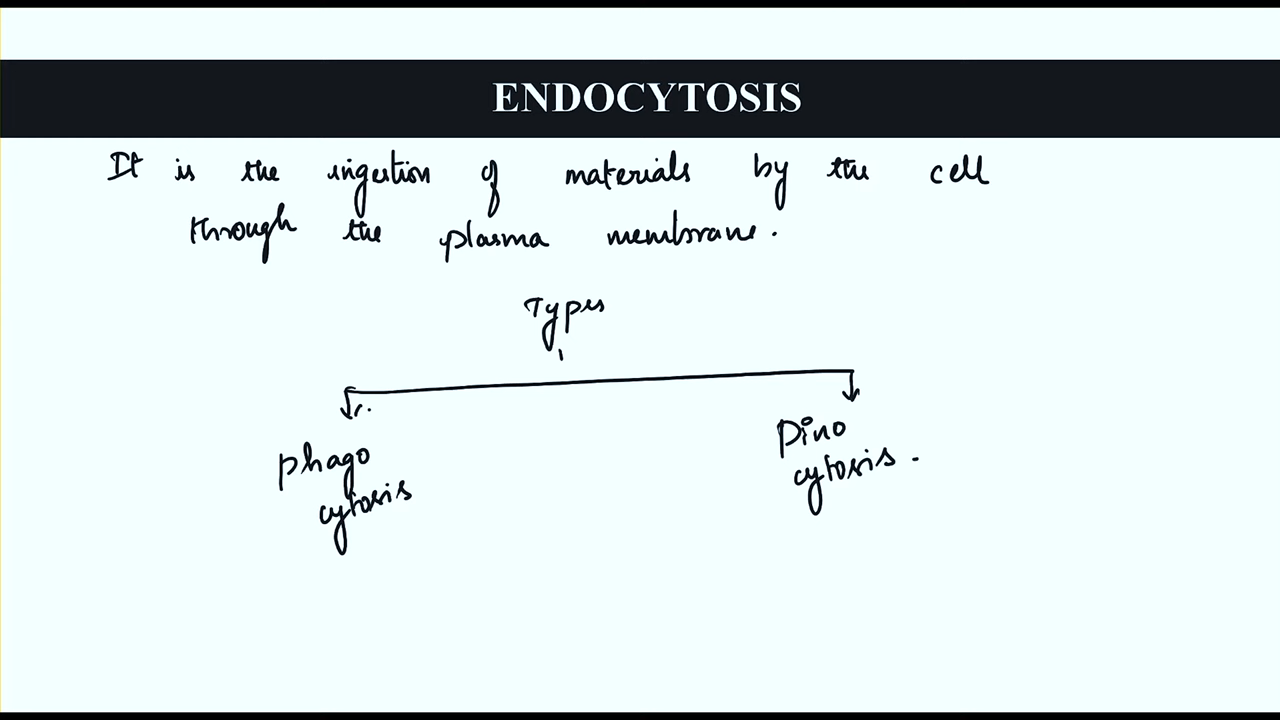 ENDOCYTOSIS
It is the ingestion of materials by the cell
through the plasma membrane.
Types
phago
cytosis
Pino
cytosis.